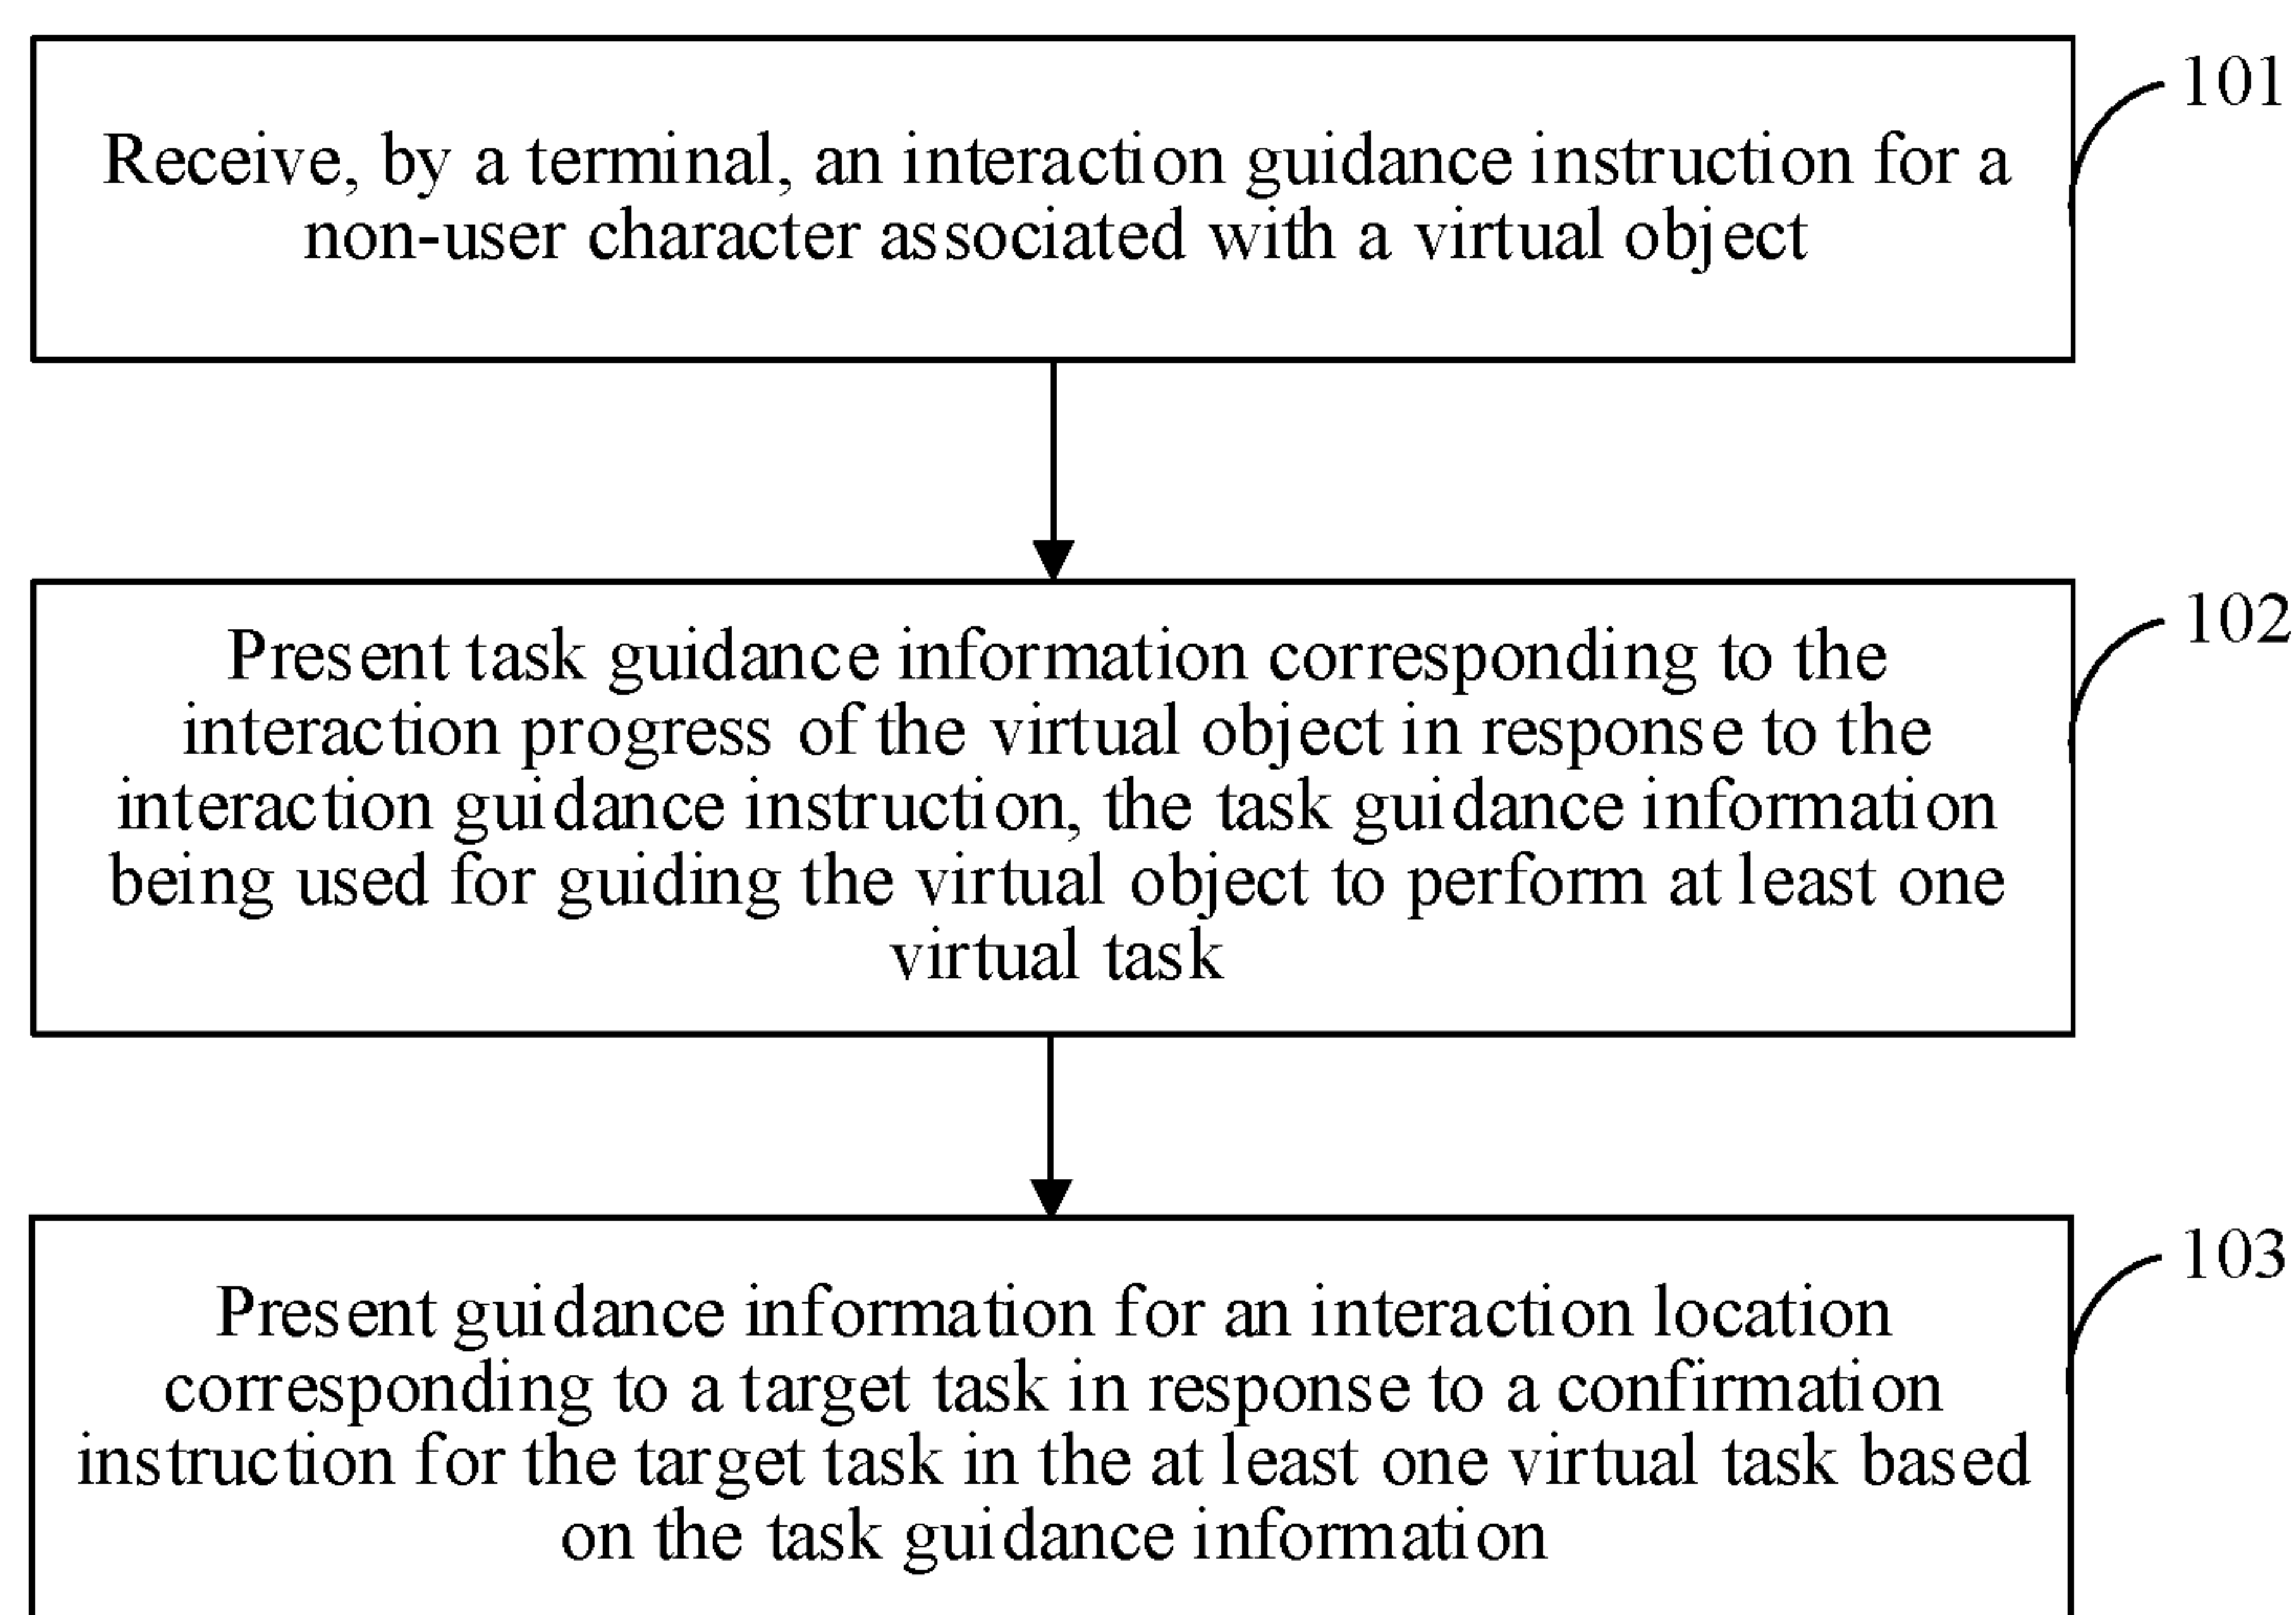 101
Receive, by a terminal, an interaction guidance instruction for a
non-user character associated with a virtual object
102
Present task guidance information corresponding to the
interaction progress of the virtual object in response to the
interaction guidance instruction, the task guidance information
being used for guiding the virtual object to perform at least one
virtual task
103
Present guidance information for an interaction location
corresponding to a target task in response to a confirmation
instruction for the target task in the at least one virtual task based
on the task guidance information